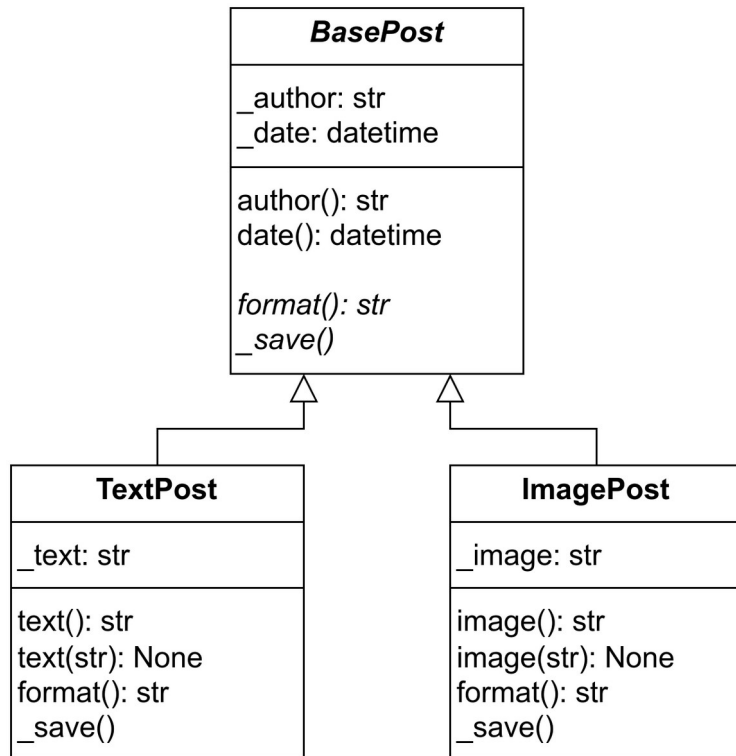 BasePost
_author: str
_date: datetime
author(): str
date(): datetime
format(): str
_save()
TextPost
_text: str
text(): str
text(str): None
format(): str
_save()
ImagePost
_image: str
image(): str
image(str): None
format(): str
_save()